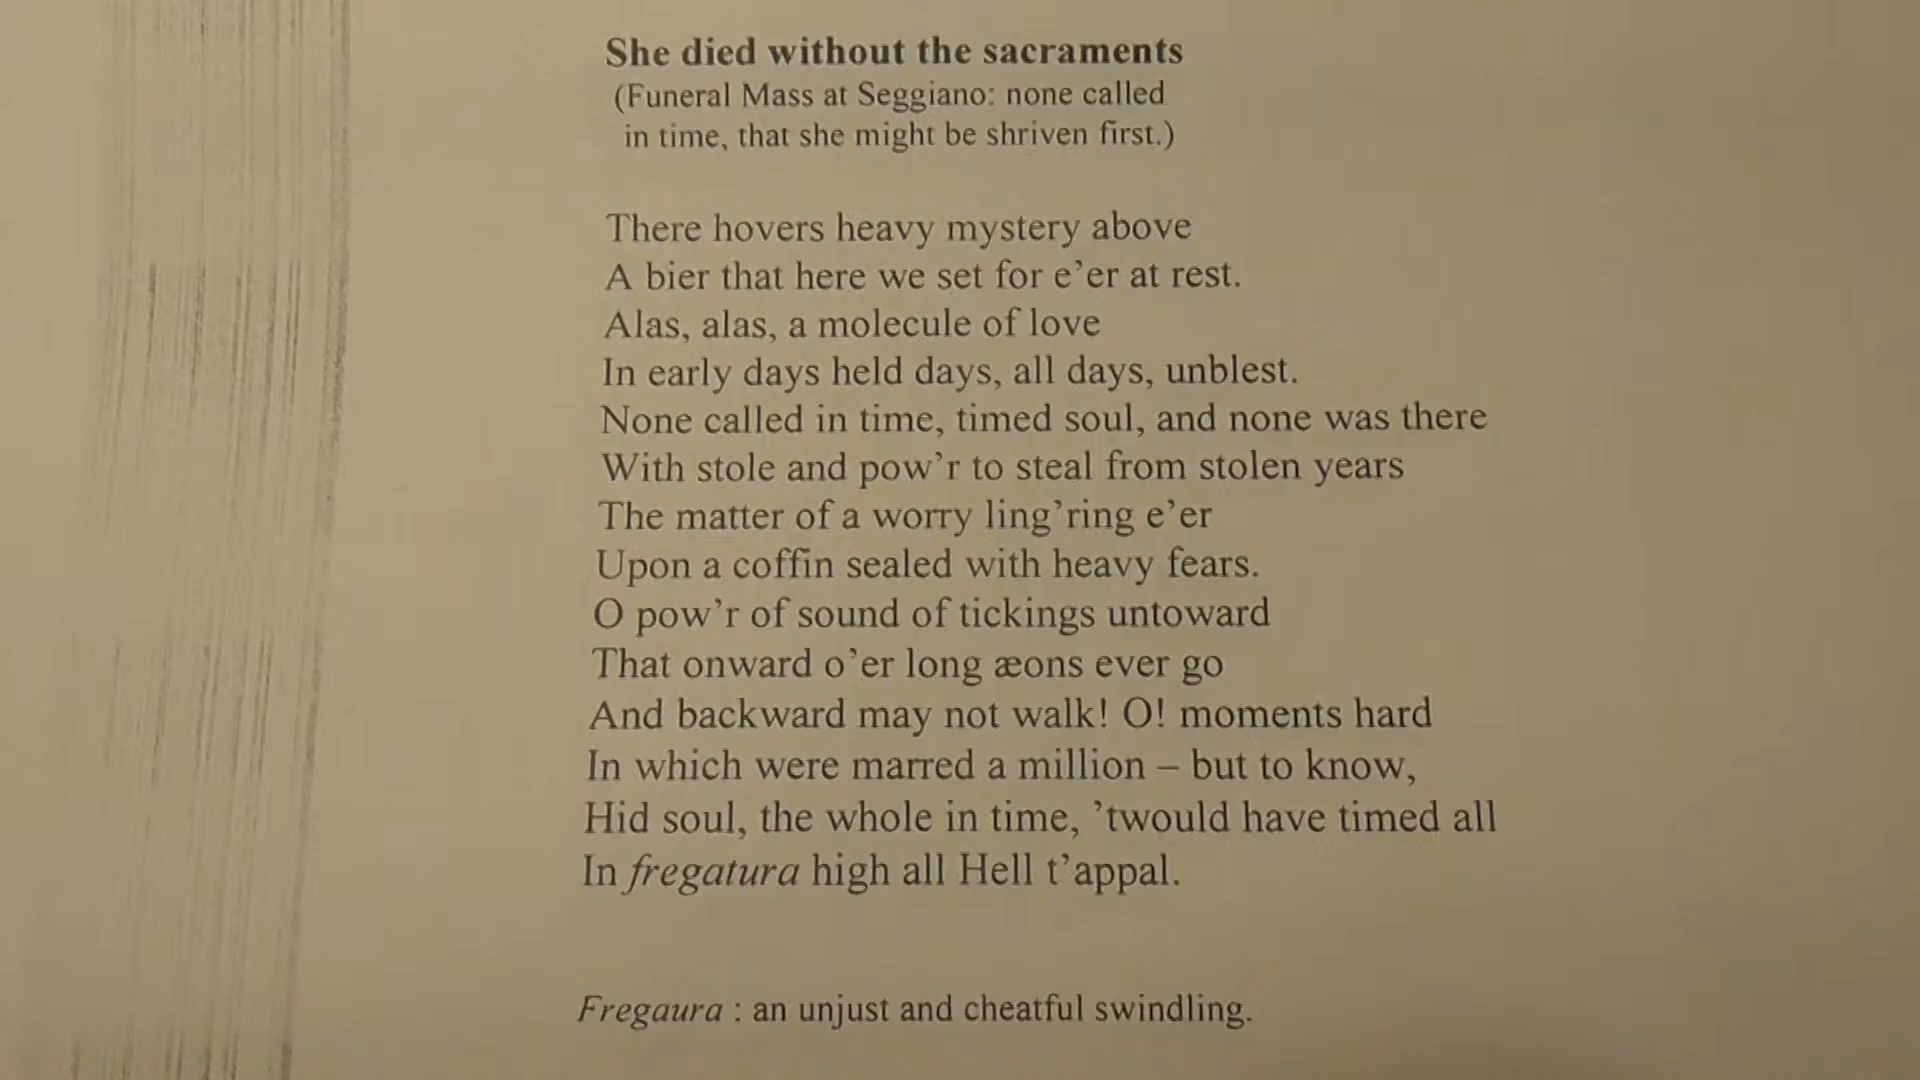 She died without the sacraments
(Funeral Mass at Seggiano: none called
in time, that she might be shriven first.)
There hovers heavy mystery above
A bier that here we set for e’er at rest.
Alas, alas, a molecule of love
In early days held days, all days, unblest.
None called in time, timed soul, and none was there
With stole and pow’r to steal from stolen years
The matter of a worry ling’ring e’er
Upon a coffin sealed with heavy fears.
O pow’r of sound of tickings untoward
That onward o’er long æons ever go
And backward may not walk! O! moments hard
In which were marred a million – but to know,
Hid soul, the whole in time, ’twould have timed all
In fregatura high all Hell t’appal.
Fregaura : an unjust and cheatful swindling.